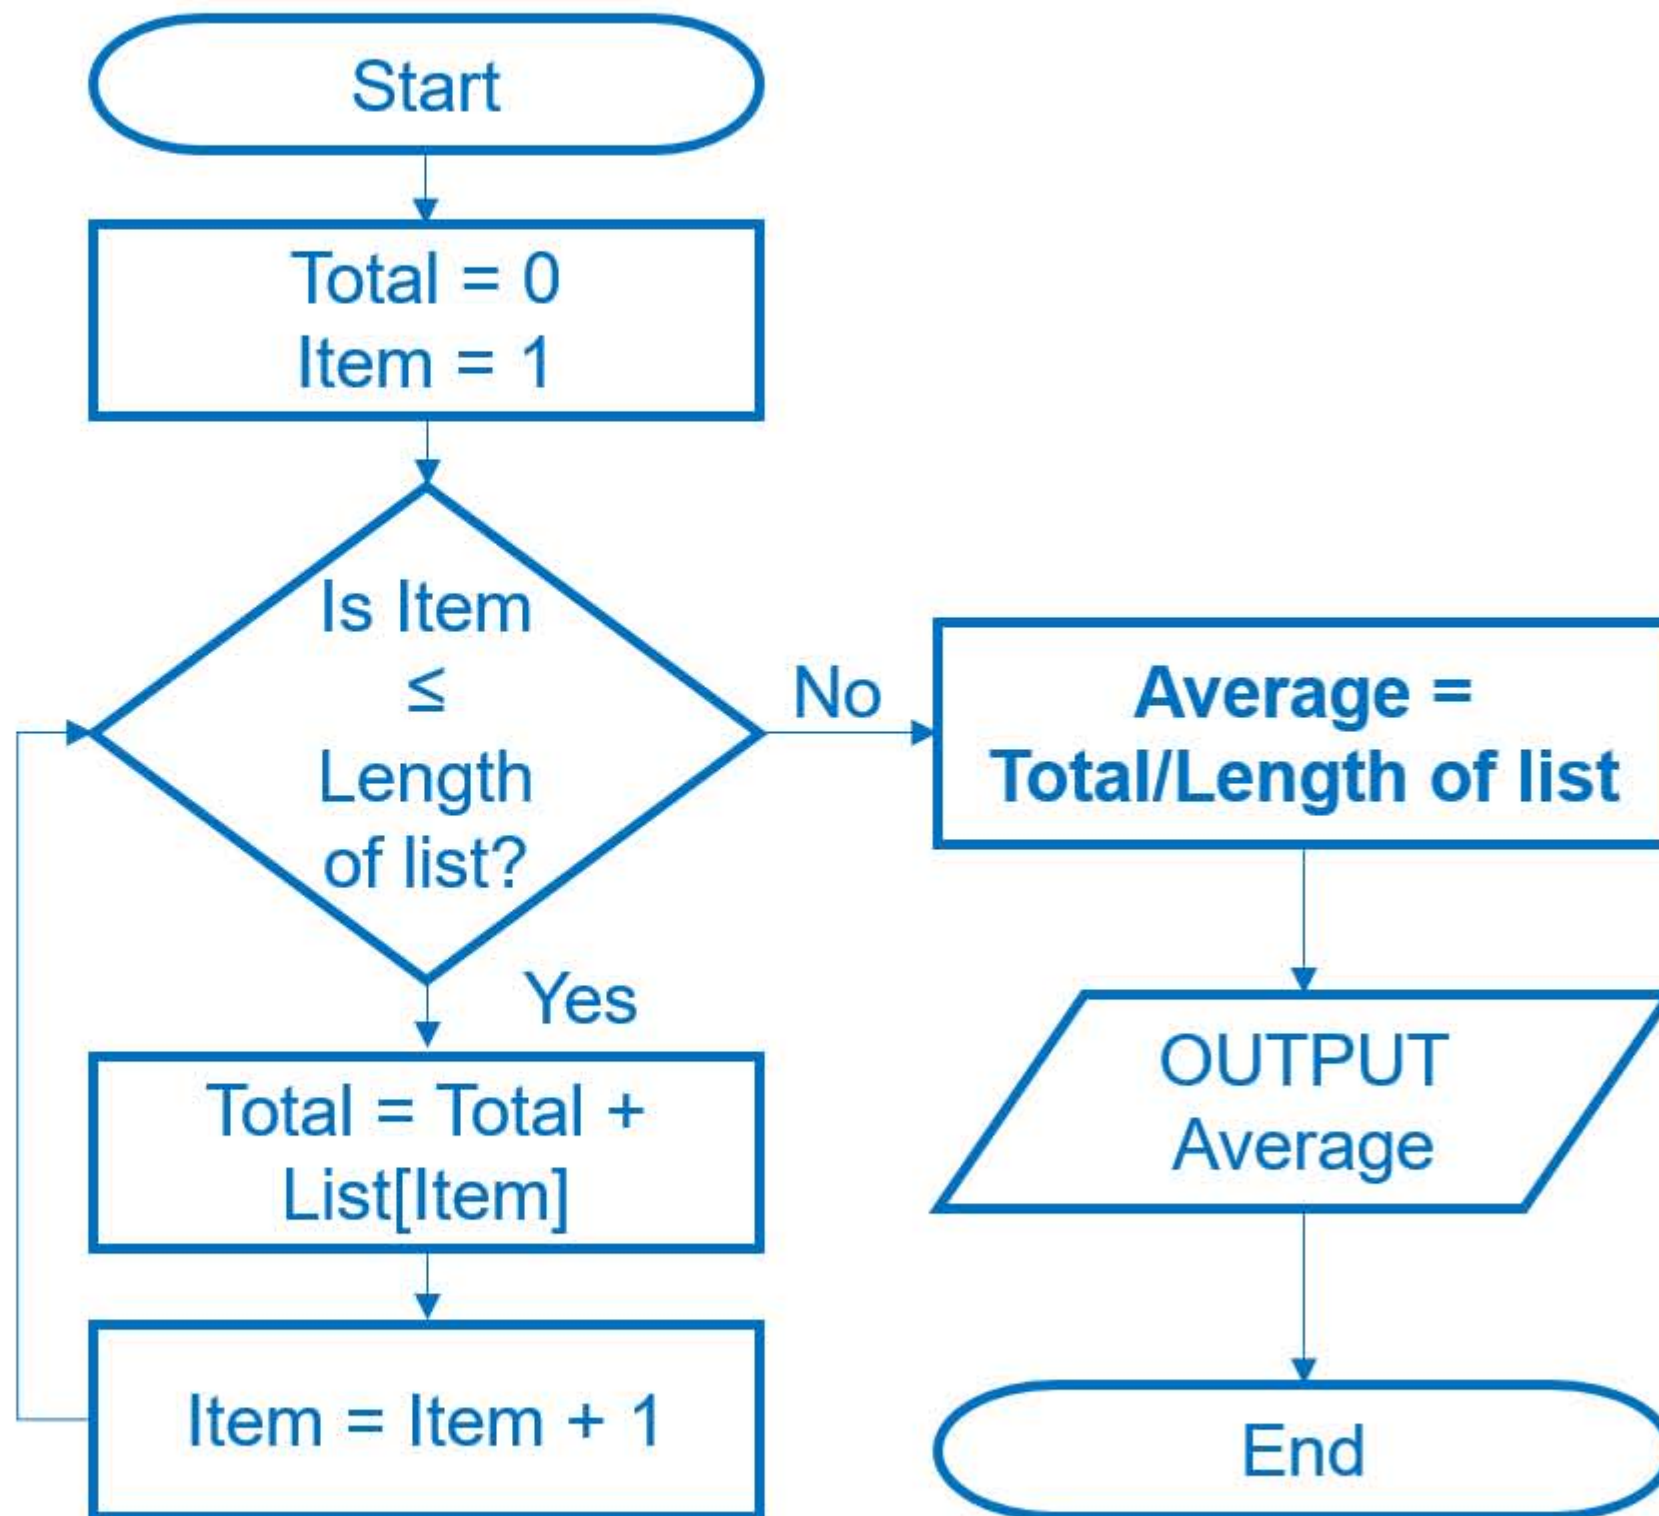 Start
Total = 0
Item = 1
Is Item
≤
Length
of list?
No
Average =
Total/Length of list
Yes
Total = Total +
List[Item]
OUTPUT
Average
Item = Item + 1
End